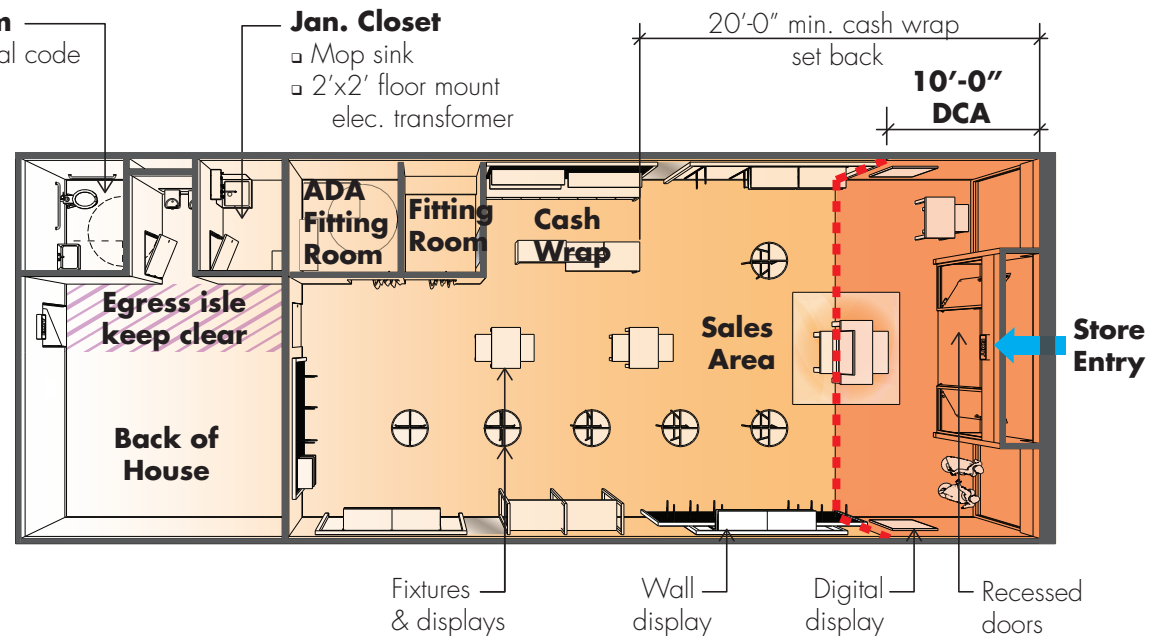 al code
Jan. Closet
▫ Mop sink
▫ 2’x2’ floor mount
elec. transformer
20’-0” min. cash wrap
set back
10’-0”
DCA
ADA
Fitting
Room
Fitting
Room
Cash
Wrap
Egress isle
keep clear
Sales
Area
Store
Entry
Back of
House
Fixtures
& displays
Wall
display
Digital
display
Recessed
doors